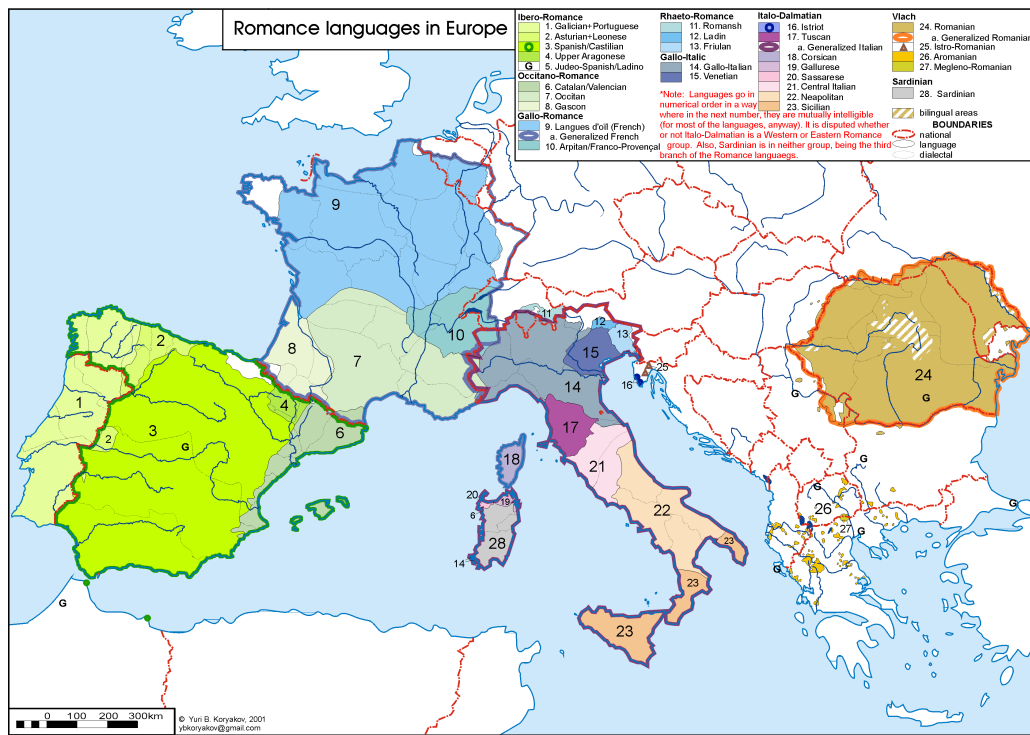 Romance languages in Europe
Ibero-Romance
1. Galician+Portuguese
2. Asturian+Leonese
3. Spanish/Castilian
4. Upper Aragonese
G 5. Judeo-Spanish/Ladino
Occitano-Romance
6. Catalan/Valencian
7. Occitan
8. Gascon
Gallo-Romance
9. Langues d'oïl (French)
a. Generalized French
10. Arpitan/Franco-Provençal
Rhaeto-Romance
11. Romansh
12. Ladin
13. Friulan
Gallo-Italic
14. Gallo-Italian
15. Venetian
Italo-Dalmatian
16. Istriot
17. Tuscan
a. Generalized Italian
18. Corsican
19. Gallurese
20. Sassarese
21. Central Italian
22. Neapolitan
23. Sicilian
*Note: Languages go in
numerical order in a way
where in the next number, they are mutually intelligible
(for most of the languages, anyway). It is disputed whether
or not Italo-Dalmatian is a Western or Eastern Romance
group. Also, Sardinian is in neither group, being the third
branch of the Romance languaegs.
Vlach
24. Romanian
a. Generalized Romanian
25. Istro-Romanian
26. Aromanian
27. Megleno-Romanian
Sardinian
28. Sardinian
bilingual areas
BOUNDARIES
national
language
dialectal
9
11
12
13
10
15
2
8
7
25
16
14
24
G
1
4
3
2
6
17
G
18
21
20
19
6
22
28
14
23
23
23
G
26
27
G
G
G
G
0 100 200 300km
© Yuri B. Koryakov, 2001
ybkoryakov@gmail.com